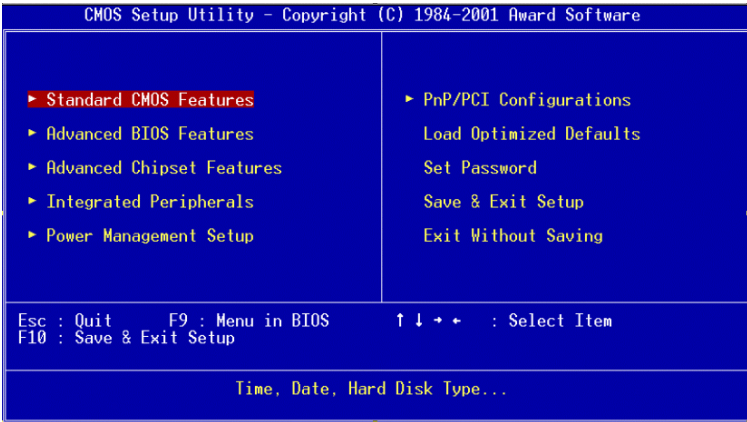 CMOS Setup Utility - Copyright (C) 1984-2001 Award Software
► Standard CMOS Features
► Advanced BIOS Features
► Advanced Chipset Features
► Integrated Peripherals
► Power Management Setup
► PnP/PCI Configurations
Load Optimized Defaults
Set Password
Save & Exit Setup
Exit Without Saving
Esc : Quit F9 : Menu in BIOS ↑ ↓ → ← : Select Item
F10 : Save & Exit Setup
Time, Date, Hard Disk Type...